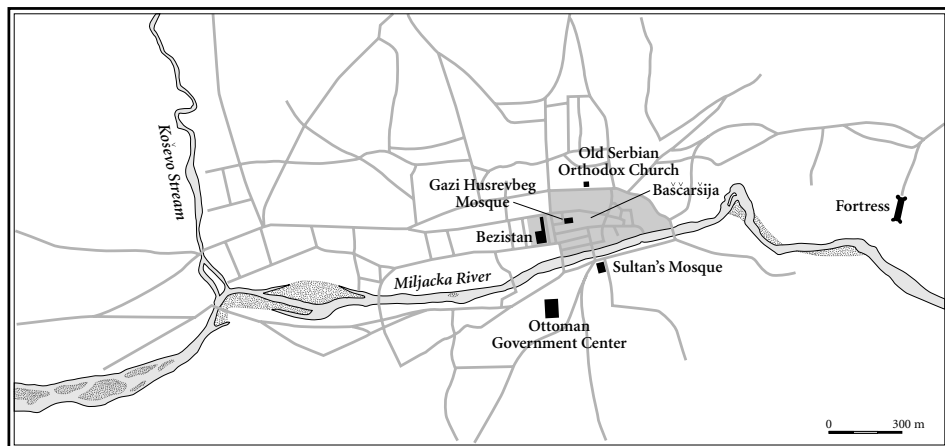 Koševo Stream
Old Serbian
Orthodox Church
Gazi Husrevbeg
Mosque
Baščaršija
Fortress
Bezistan
Miljacka River
Sultan's Mosque
Ottoman
Government Center
0 300 m